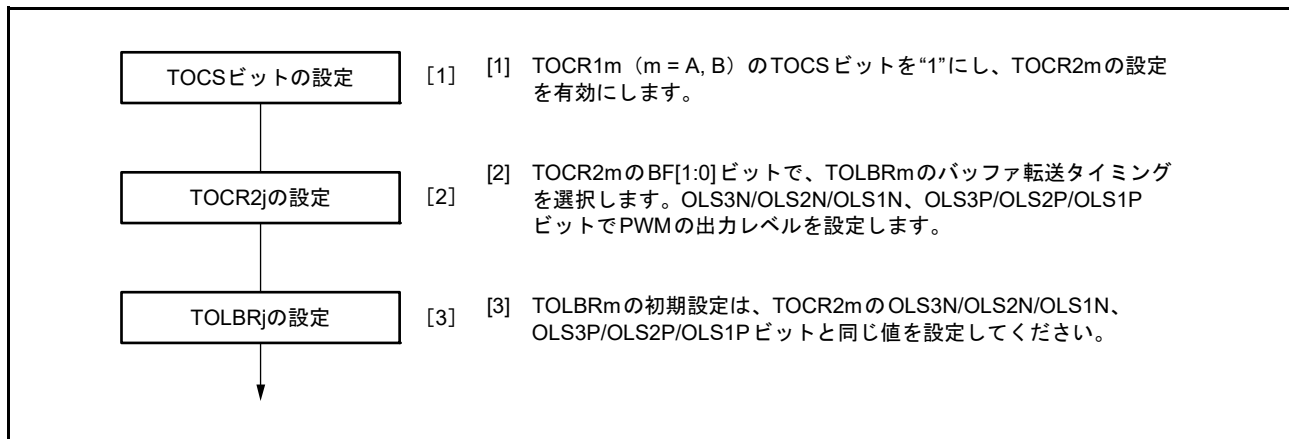 TOCSビットの設定
[1]
[1] TOCR1m（m = A, B）のTOCSビットを“1”にし、TOCR2mの設定
を有効にします。
TOCR2jの設定
[2]
[2] TOCR2mのBF[1:0]ビットで、TOLBRmのバッファ転送タイミング
を選択します。OLS3N/OLS2N/OLS1N、OLS3P/OLS2P/OLS1P
ビットでPWMの出力レベルを設定します。
TOLBRjの設定
[3]
[3] TOLBRmの初期設定は、TOCR2mのOLS3N/OLS2N/OLS1N、
OLS3P/OLS2P/OLS1Pビットと同じ値を設定してください。